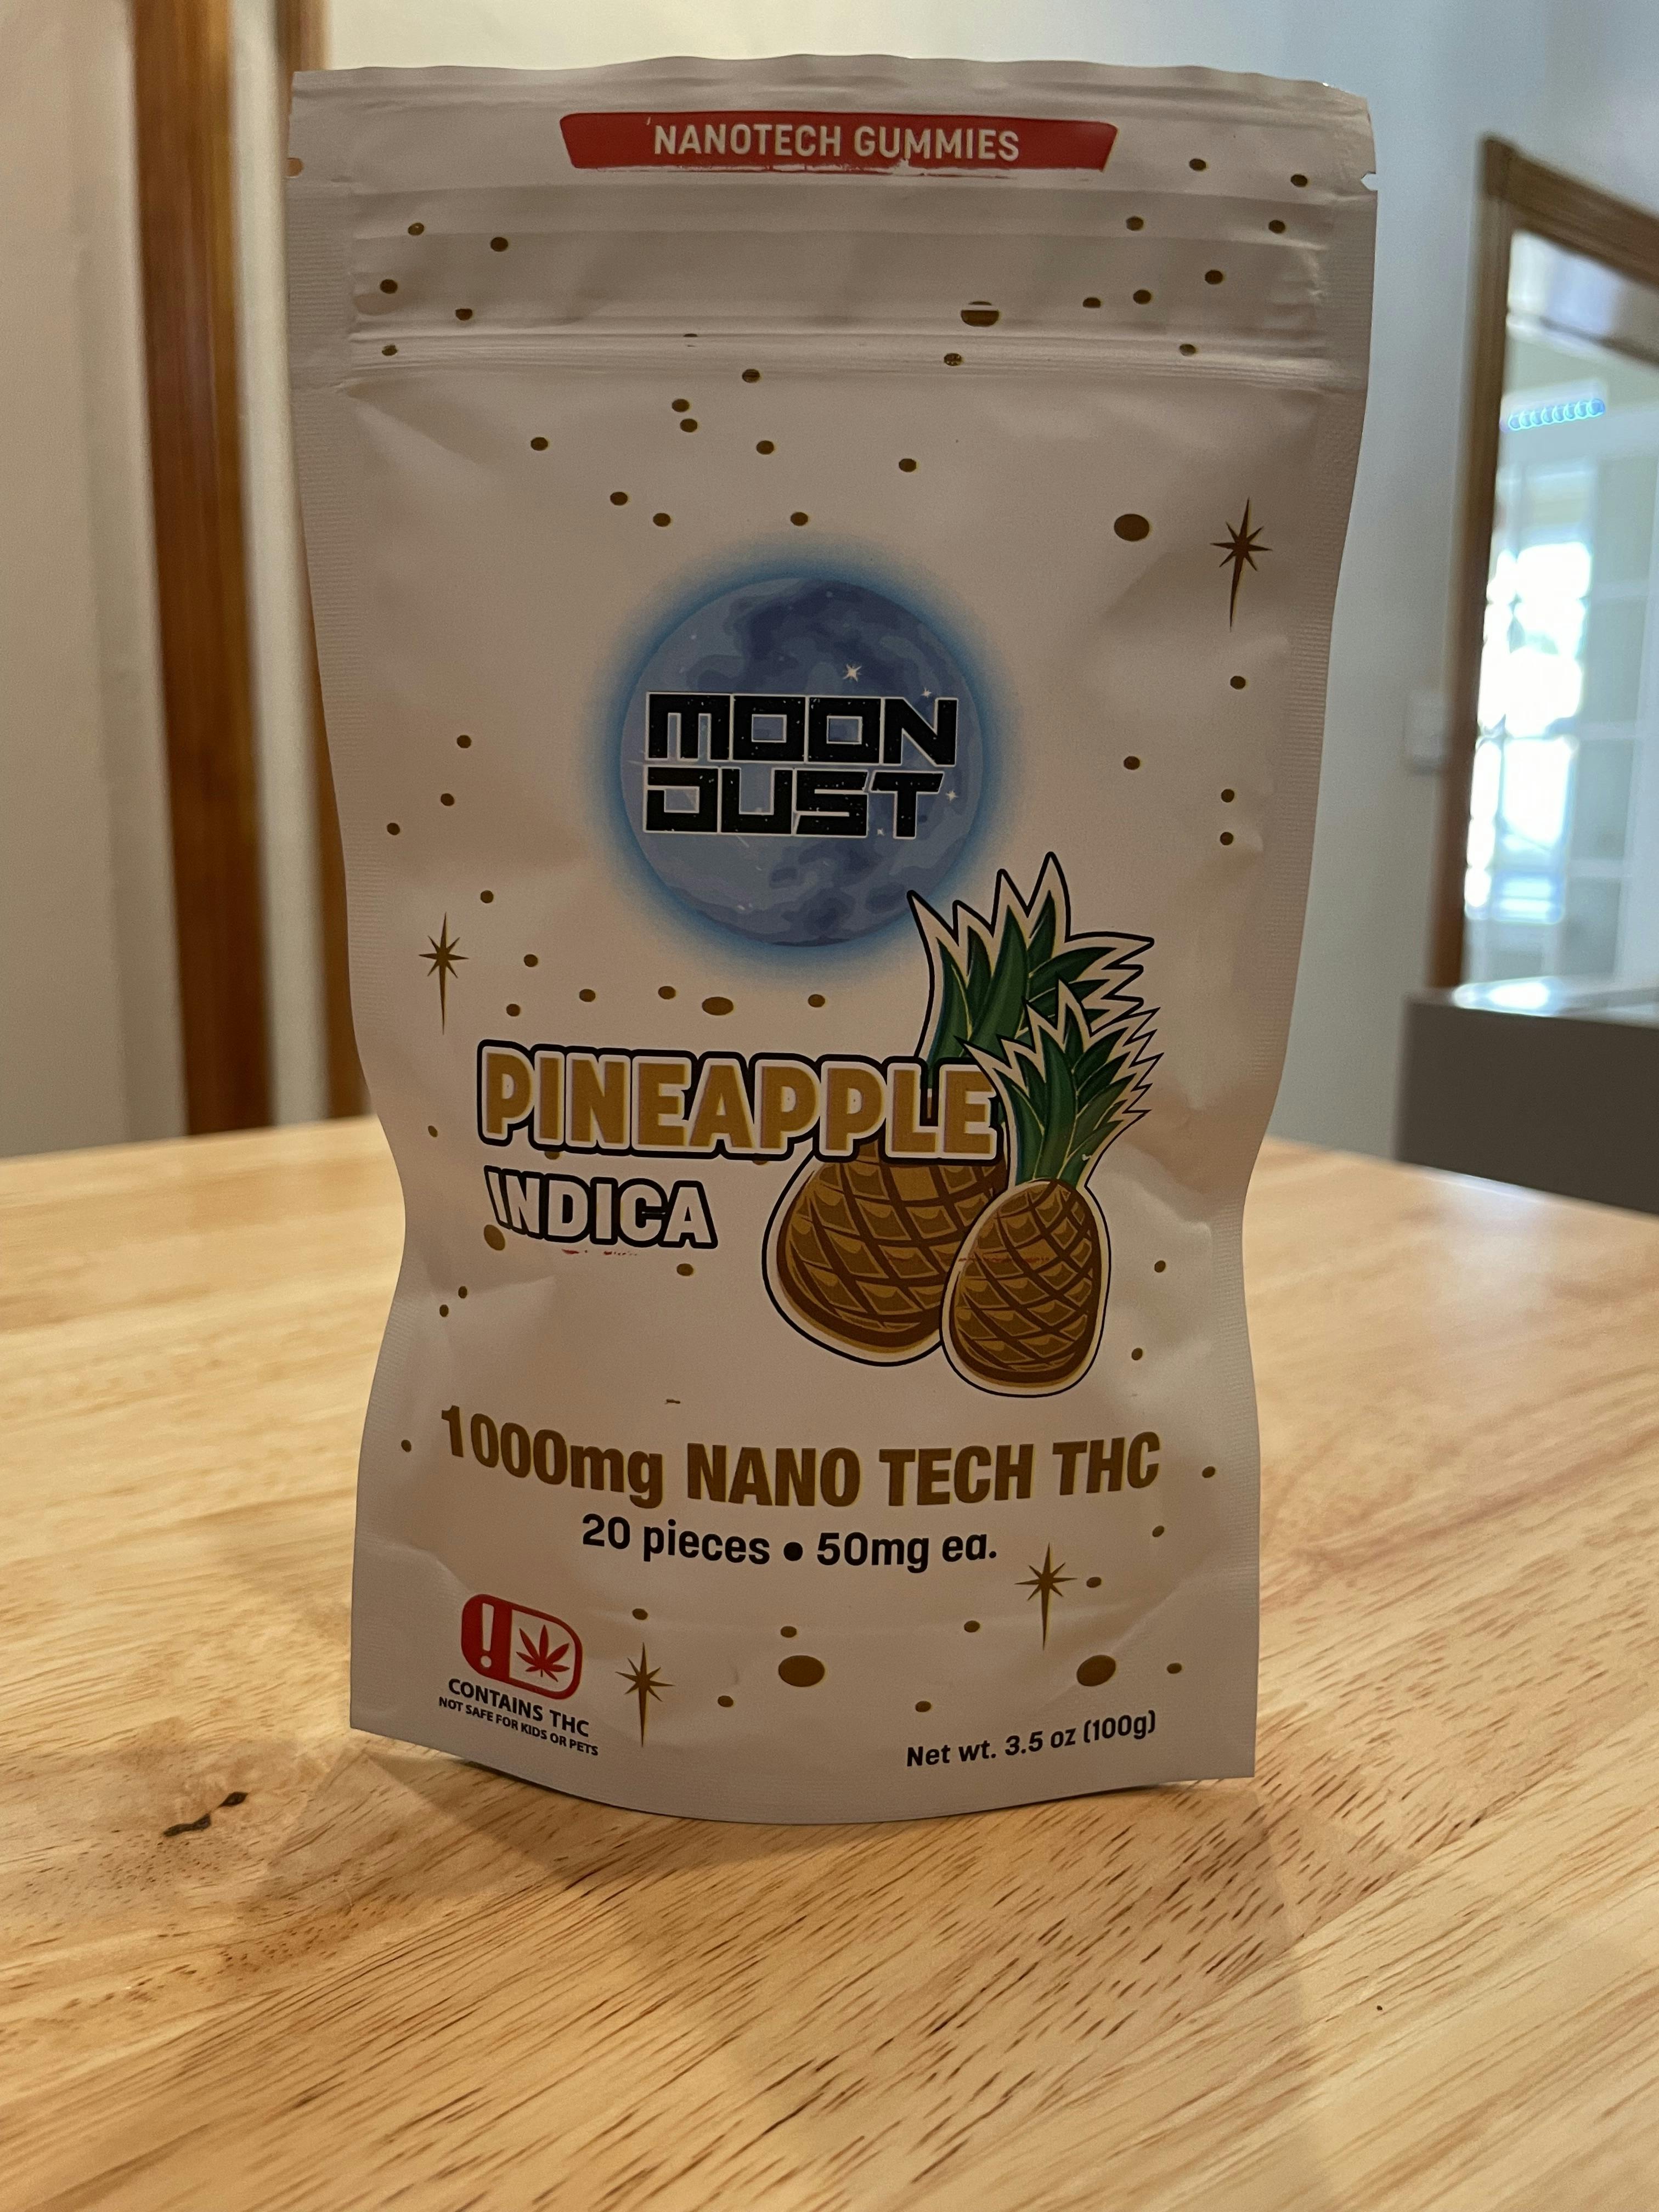 NANOTECH GUMMIES
MOON
DUST
PINEAPPLE
INDICA
1000mg NANO TECH THC
20 pieces • 50mg ea.
!
CONTAINS THC
NOT SAFE FOR KIDS OR PETS
Net wt. 3.5 oz (100g)